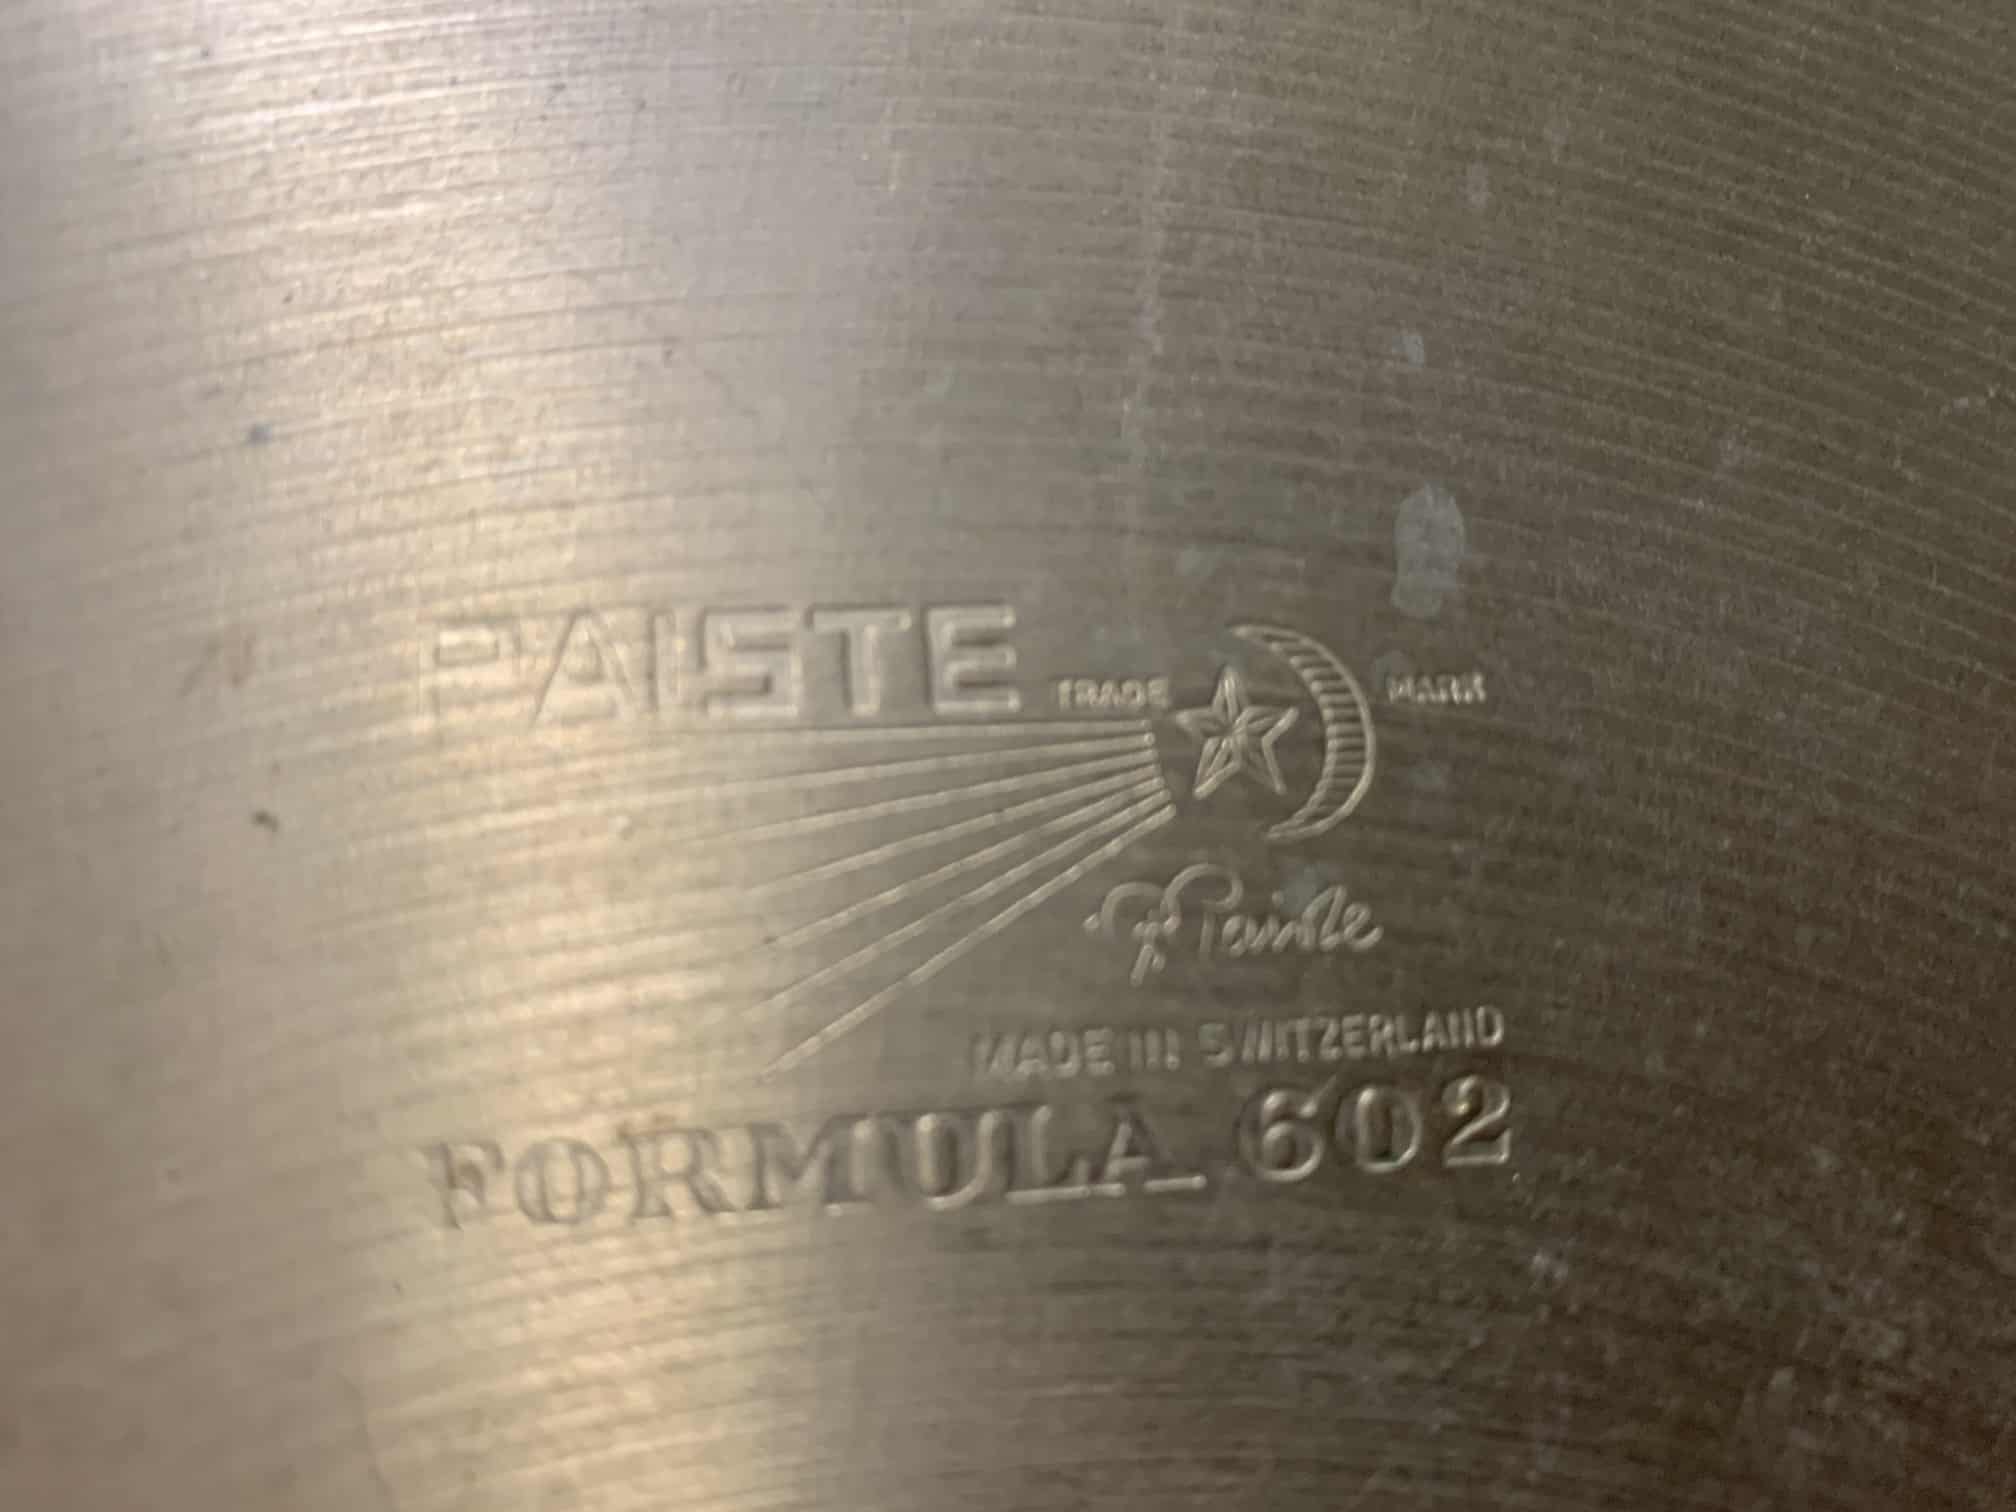 PAISTE
TRADE MARK
Paiste
MADE IN SWITZERLAND
FORMULA 602